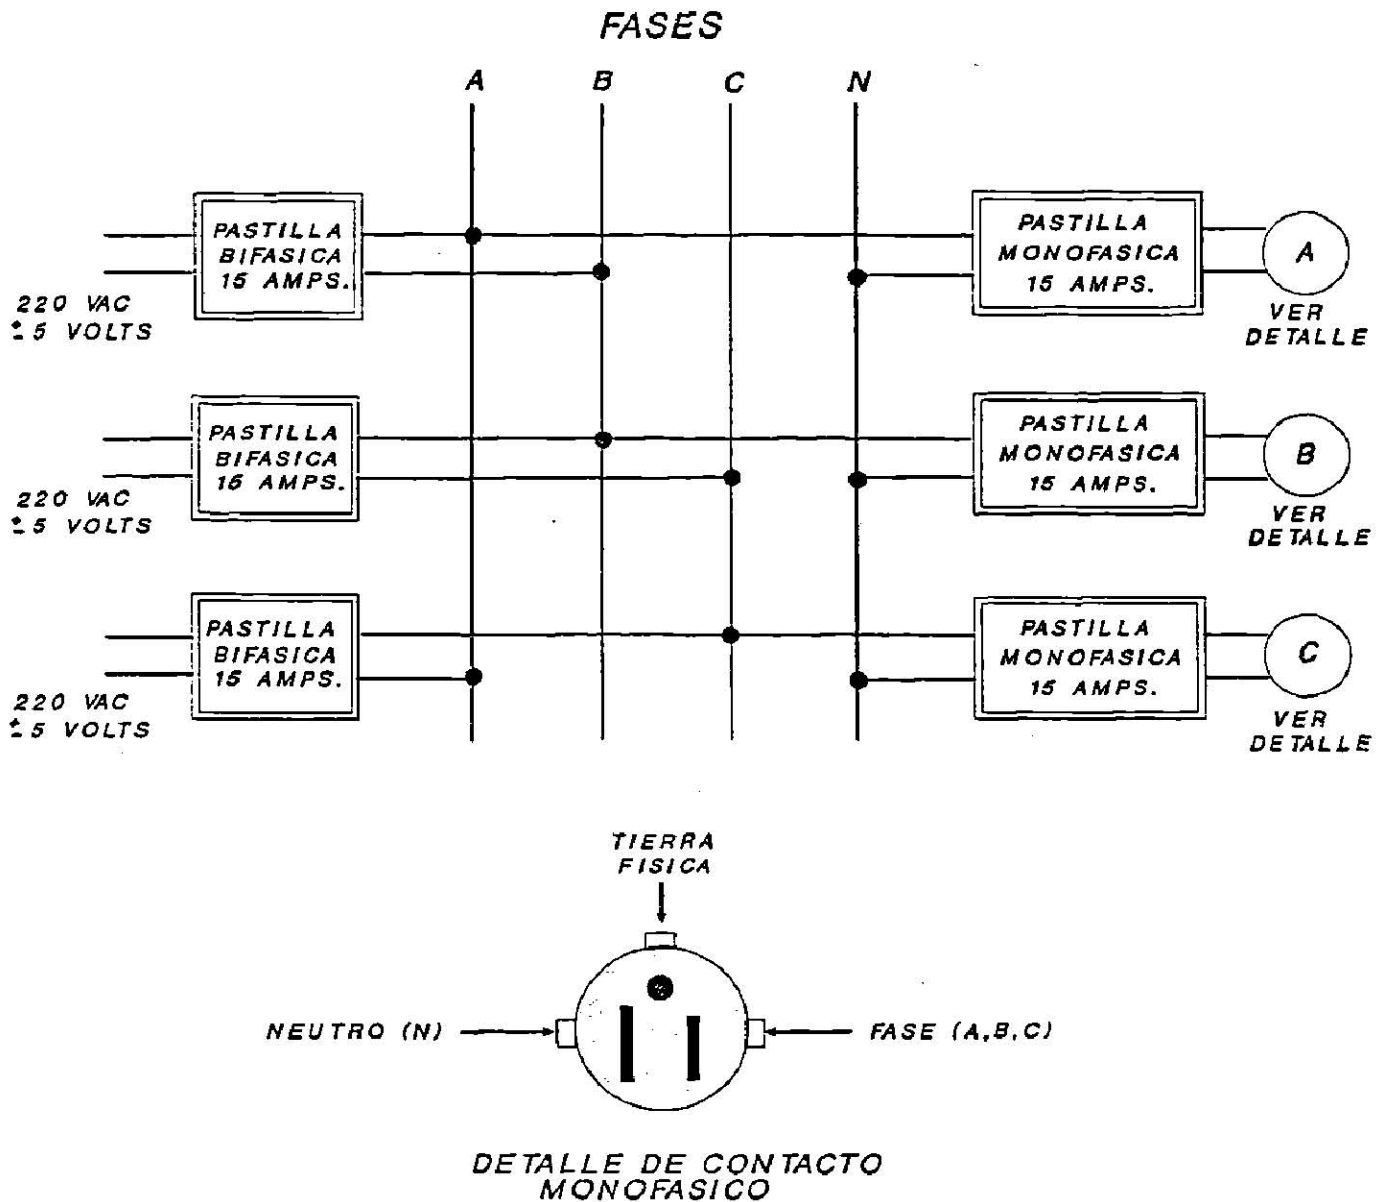 FASES
A B C N
PASTILLA
BIFASICA
15 AMPS.
220 VAC
± 5 VOLTS
PASTILLA
MONOFASICA
15 AMPS.
A
VER
DETALLE
PASTILLA
BIFASICA
15 AMPS.
220 VAC
± 5 VOLTS
PASTILLA
MONOFASICA
15 AMPS.
B
VER
DETALLE
PASTILLA
BIFASICA
15 AMPS.
220 VAC
± 5 VOLTS
PASTILLA
MONOFASICA
15 AMPS.
C
VER
DETALLE
TIERRA
FISICA
NEUTRO (N)
FASE (A,B,C)
DETALLE DE CONTACTO
MONOFASICO